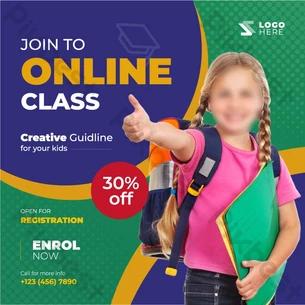 LOGO
HERE
JOIN TO
ONLINE
CLASS
Creative Guidline
for your kids
30%
off
OPEN FOR
REGISTRATION
ENROL
NOW
Call for more info
+123 (456) 7890